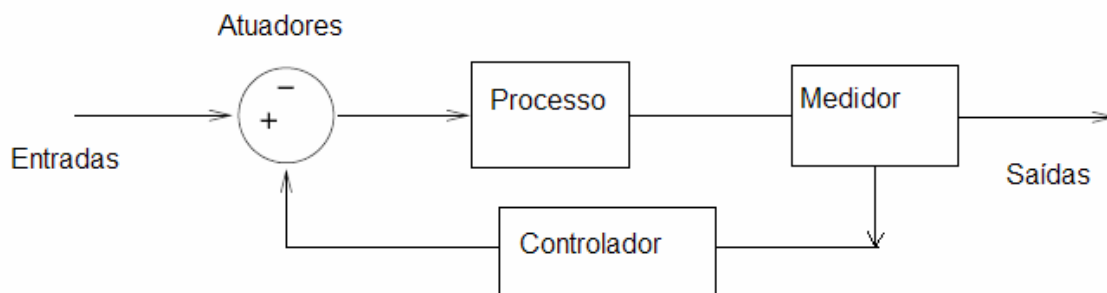 Atuadores
−
+
Processo
Medidor
Entradas
Saídas
Controlador